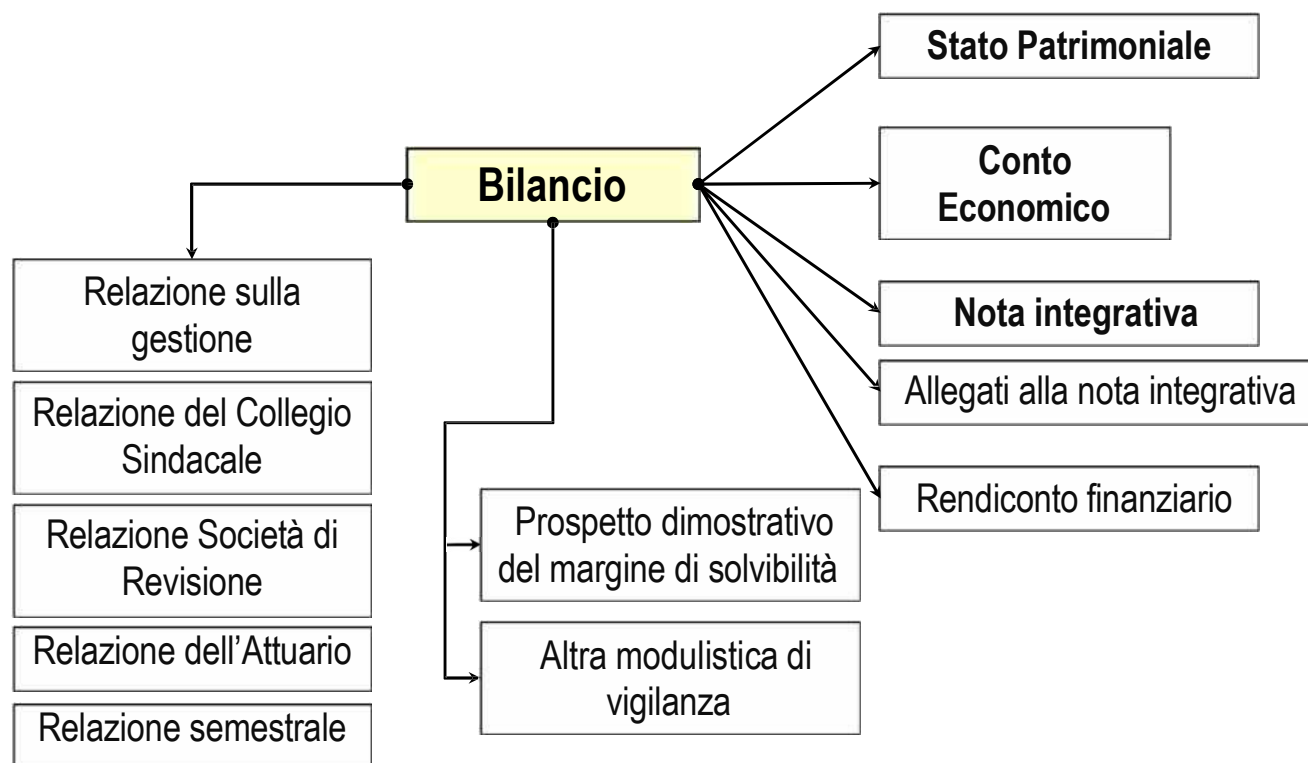 Stato Patrimoniale
Conto
Economico
Bilancio
Nota integrativa
Allegati alla nota integrativa
Rendiconto finanziario
Relazione sulla
gestione
Relazione del Collegio
Sindacale
Relazione Società di
Revisione
Relazione dell’Attuario
Relazione semestrale
Prospetto dimostrativo
del margine di solvibilità
Altra modulistica di
vigilanza